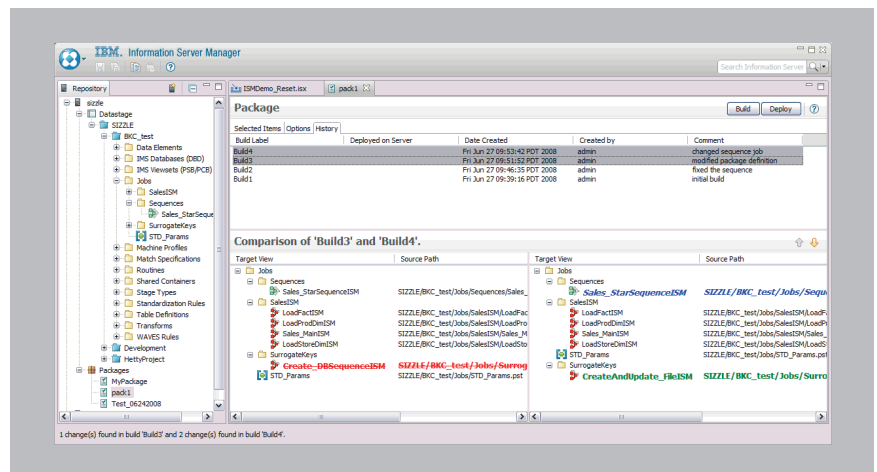 IBM. Information Server Manager
Search Information Server
Repository
ISMDemo_Reset.isx
pack1
sizzle
Datastage
SIZZLE
BKC_test
Data Elements
IMS Databases (DBD)
IMS Viewsets (PSB/PCB)
Jobs
SalesISM
Sequences
Sales_StarSeque
SurrogateKeys
STD_Params
Machine Profiles
Match Specifications
Routines
Shared Containers
Stage Types
Standardization Rules
Table Definitions
Transforms
WAVES Rules
Development
HettyProject
Packages
MyPackage
pack1
Test_06242008
Package
Build Deploy
Selected Items Options History
Build Label Deployed on Server Date Created Created by Comment
Build4 Fri Jun 27 09:53:42 PDT 2008 admin changed sequence job
Build3 Fri Jun 27 09:51:52 PDT 2008 admin modified package definition
Build2 Fri Jun 27 09:46:35 PDT 2008 admin fixed the sequence
Build1 Fri Jun 27 09:39:16 PDT 2008 admin initial build
Comparison of 'Build3' and 'Build4'.
Target View Source Path
Jobs
Sequences
Sales_StarSequenceISM SIZZLE/BKC_test/Jobs/Sequences/Sales_
SalesISM
LoadFactISM SIZZLE/BKC_test/Jobs/SalesISM/LoadFac
LoadProdDimISM SIZZLE/BKC_test/Jobs/SalesISM/LoadPro
Sales_MainISM SIZZLE/BKC_test/Jobs/SalesISM/Sales_M
LoadStoreDimISM SIZZLE/BKC_test/Jobs/SalesISM/LoadSto
SurrogateKeys
Create_DBSequenceISM SIZZLE/BKC_test/Jobs/Surrog
STD_Params SIZZLE/BKC_test/Jobs/STD_Params.pst
Target View Source Path
Jobs
Sequences
Sales_StarSequenceISM SIZZLE/BKC_test/Jobs/Sequ
SalesISM
LoadFactISM SIZZLE/BKC_test/Jobs/SalesISM/LoadF
LoadProdDimISM SIZZLE/BKC_test/Jobs/SalesISM/LoadP
Sales_MainISM SIZZLE/BKC_test/Jobs/SalesISM/Sales_
LoadStoreDimISM SIZZLE/BKC_test/Jobs/SalesISM/LoadS
STD_Params SIZZLE/BKC_test/Jobs/STD_Params.pst
SurrogateKeys
CreateAndUpdate_FileISM SIZZLE/BKC_test/Jobs/Surro
1 change(s) found in build 'Build3' and 2 change(s) found in build 'Build4'.